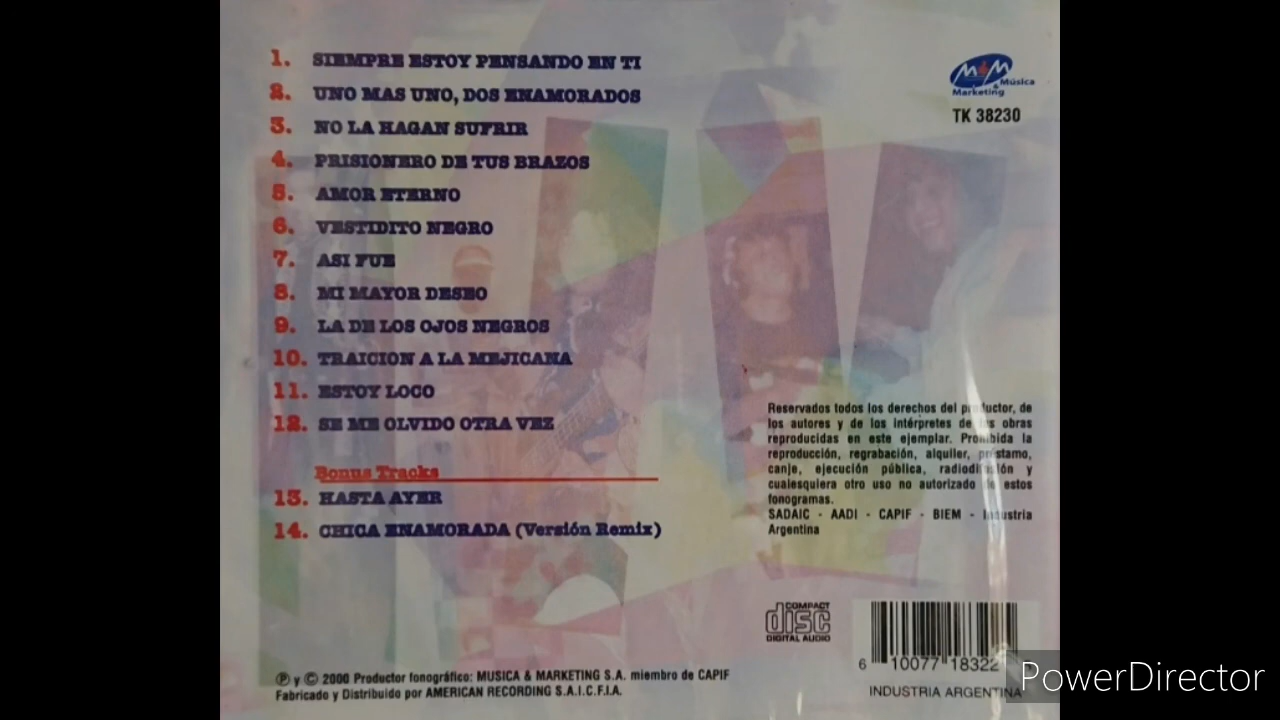 1. SIEMPRE ESTOY PENSANDO EN TI
2. UNO MAS UNO, DOS ENAMORADOS
3. NO LA HAGAN SUFRIR
4. PRISIONERO DE TUS BRAZOS
5. AMOR ETERNO
6. VESTIDITO NEGRO
7. ASI FUE
8. MI MAYOR DESEO
9. LA DE LOS OJOS NEGROS
10. TRAICION A LA MEJICANA
11. ESTOY LOCO
12. SE ME OLVIDO OTRA VEZ
Bonus Tracks
13. HASTA AYER
14. CHICA ENAMORADA (Versión Remix)
M&M Música
& Marketing
TK 38230
Reservados todos los derechos del productor, de
los autores y de los intérpretes de las obras
reproducidas en este ejemplar. Prohibida la
reproducción, regrabación, alquiler, préstamo,
canje, ejecución pública, radiodifusión y
cualesquiera otro uso no autorizado de estos
fonogramas.
SADAIC - AADI - CAPIF - BIEM - Industria
Argentina
COMPACT
disc
DIGITAL AUDIO
6 10077 18322
INDUSTRIA ARGENTINA
℗ y © 2000 Productor fonográfico: MUSICA & MARKETING S.A. miembro de CAPIF
Fabricado y Distribuido por AMERICAN RECORDING S.A.I.C.F.I.A.
PowerDirector